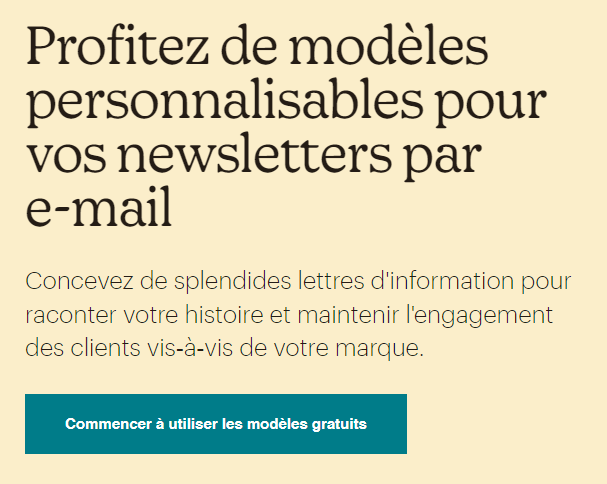 Profitez de modèles
personnalisables pour
vos newsletters par
e-mail
Concevez de splendides lettres d'information pour
raconter votre histoire et maintenir l'engagement
des clients vis-à-vis de votre marque.
Commencer à utiliser les modèles gratuits